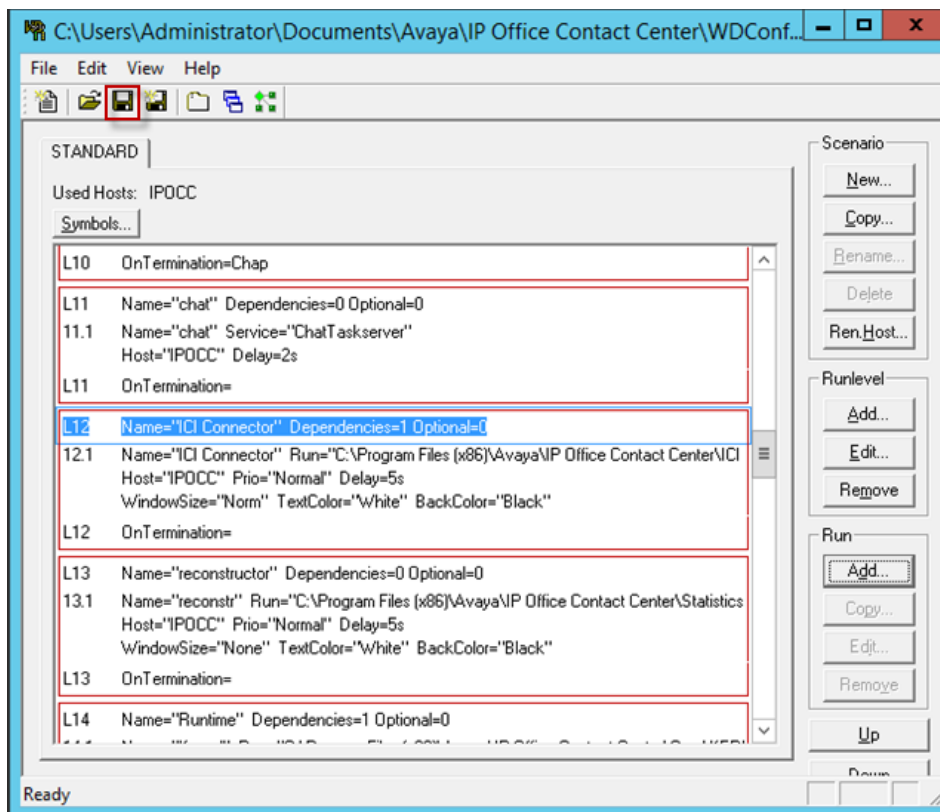 C:\Users\Administrator\Documents\Avaya\IP Office Contact Center\WDConf...
File Edit View Help
STANDARD
Used Hosts: IPOCC
Symbols...
L10 OnTermination=Chap
L11 Name="chat" Dependencies=0 Optional=0
11.1 Name="chat" Service="ChatTaskserver"
Host="IPOCC" Delay=2s
L11 OnTermination=
L12 Name="ICI Connector" Dependencies=1 Optional=0
12.1 Name="ICI Connector" Run="C:\Program Files (x86)\Avaya\IP Office Contact Center\ICI
Host="IPOCC" Prio="Normal" Delay=5s
WindowSize="Norm" TextColor="White" BackColor="Black"
L12 OnTermination=
L13 Name="reconstructor" Dependencies=0 Optional=0
13.1 Name="reconstr" Run="C:\Program Files (x86)\Avaya\IP Office Contact Center\Statistics
Host="IPOCC" Prio="Normal" Delay=5s
WindowSize="None" TextColor="White" BackColor="Black"
L13 OnTermination=
L14 Name="Runtime" Dependencies=1 Optional=0
Scenario
New...
Copy...
Rename...
Delete
Ren.Host...
Runlevel
Add...
Edit...
Remove
Run
Add...
Copy...
Edit...
Remove
Up
Down
Ready